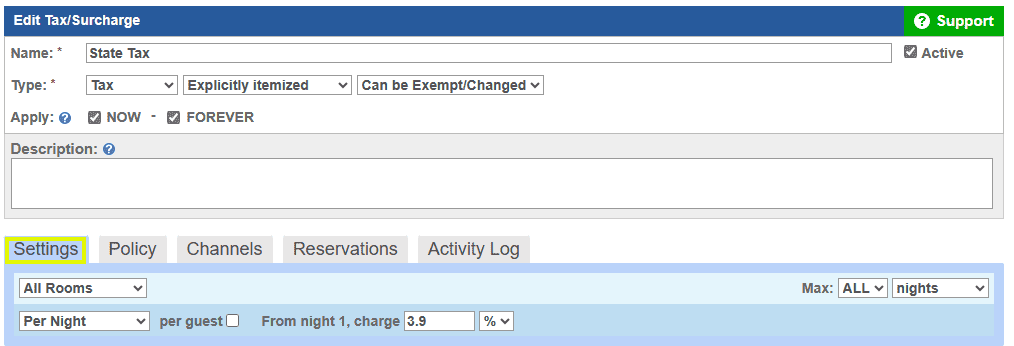 Edit Tax/Surcharge
? Support
Name: * State Tax Active
Type: * Tax Explicitly itemized Can be Exempt/Changed
Apply: ? NOW - FOREVER
Description: ?
Settings Policy Channels Reservations Activity Log
All Rooms Max: ALL nights
Per Night per guest From night 1, charge 3.9 %